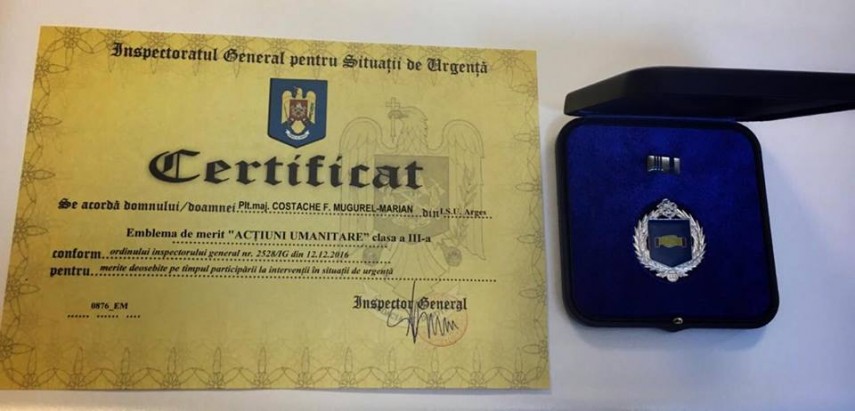 Inspectoratul General pentru Situații de Urgență
Certificat
Se acordă domnului/doamnei Plt.maj. COSTACHE F. MUGUREL-MARIAN din I.S.U. Arges
Emblema de merit "ACȚIUNI UMANITARE" clasa a III-a
conform ordinului inspectorului general nr. 2528/IG din 12.12.2016
pentru merite deosebite pe timpul participării la intervenții în situații de urgență
0876_EM
Inspector General